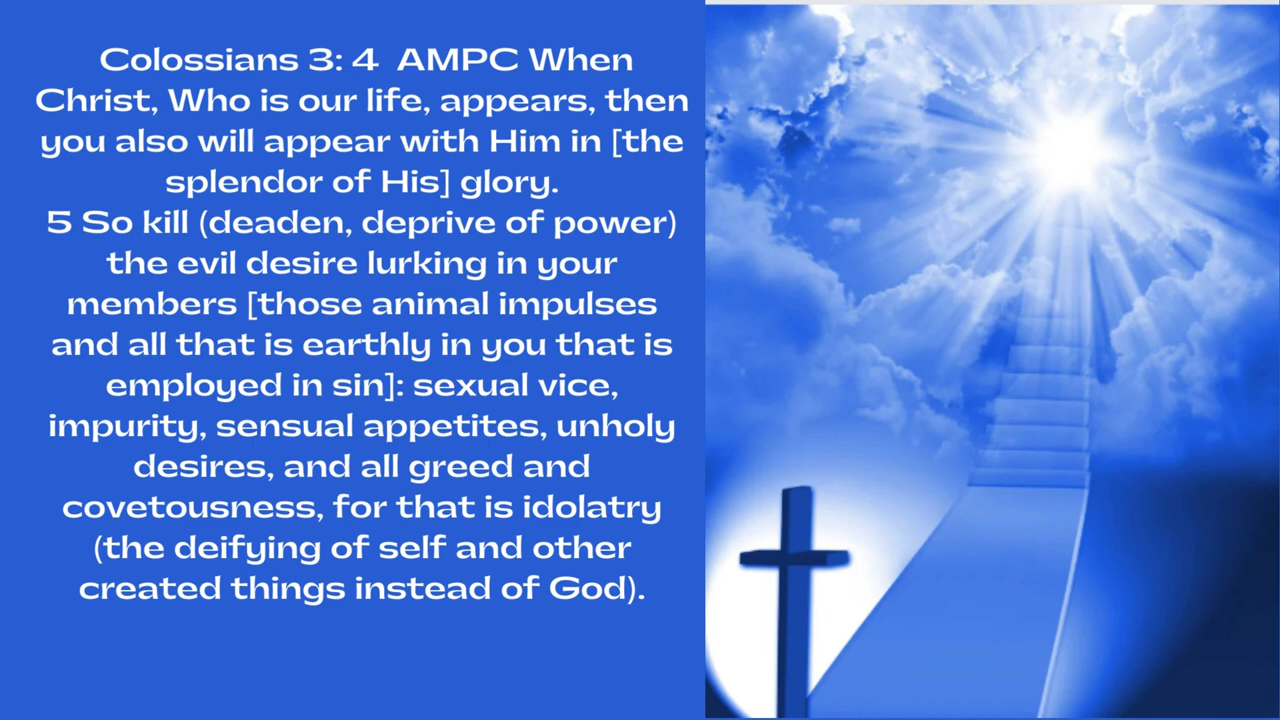 Colossians 3: 4  AMPC When
Christ, Who is our life, appears, then
you also will appear with Him in [the
splendor of His] glory.
5 So kill (deaden, deprive of power)
the evil desire lurking in your
members [those animal impulses
and all that is earthly in you that is
employed in sin]: sexual vice,
impurity, sensual appetites, unholy
desires, and all greed and
covetousness, for that is idolatry
(the deifying of self and other
created things instead of God).